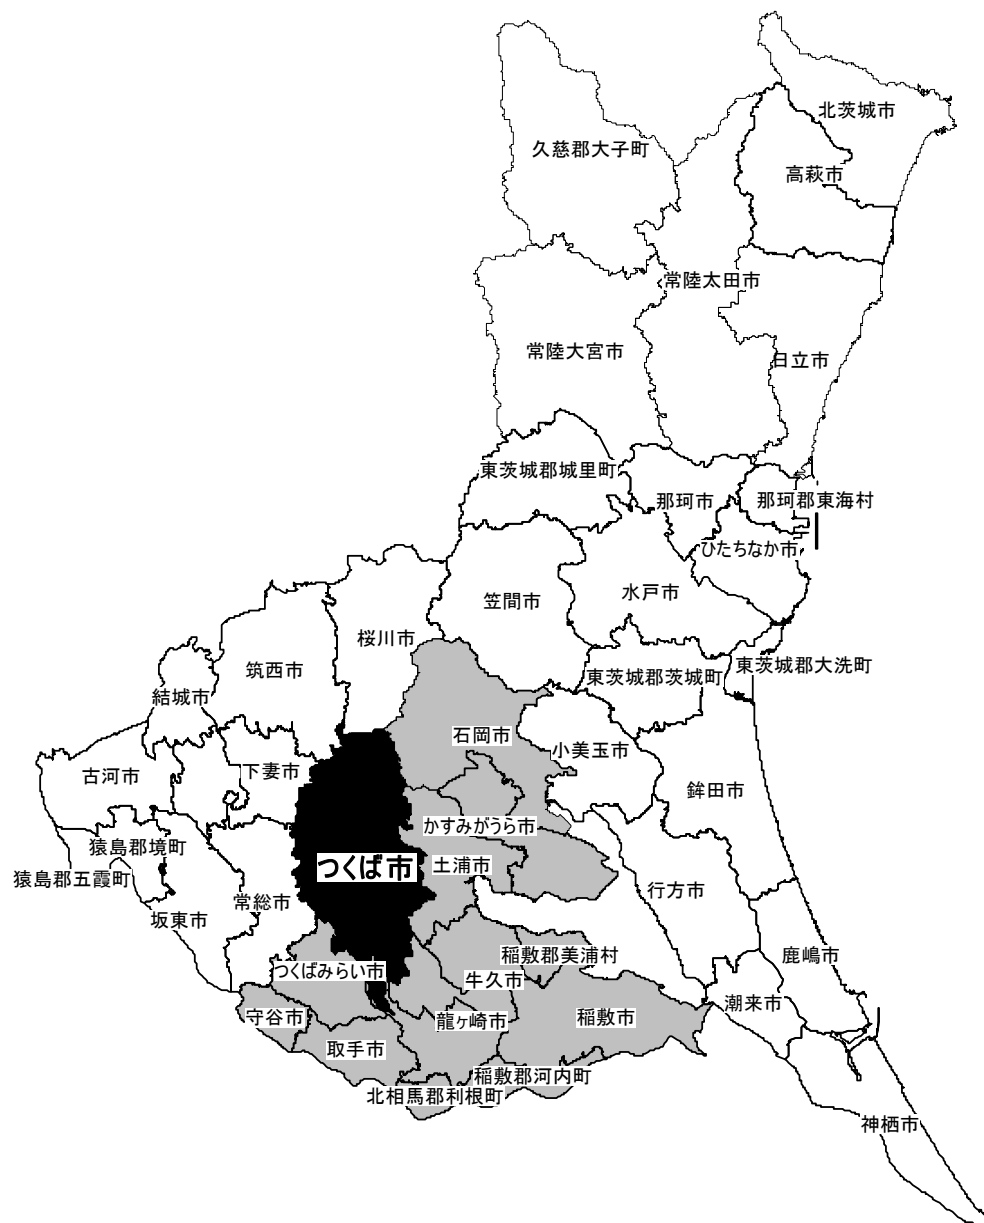 北茨城市
久慈郡大子町
高萩市
常陸太田市
常陸大宮市
日立市
東茨城郡城里町
那珂市
那珂郡東海村
ひたちなか市
水戸市
笠間市
桜川市
東茨城郡大洗町
筑西市
東茨城郡茨城町
結城市
石岡市
小美玉市
下妻市
古河市
鉾田市
かすみがうら市
猿島郡境町
つくば市
土浦市
猿島郡五霞町
行方市
常総市
坂東市
稲敷郡美浦村
鹿嶋市
つくばみらい市
牛久市
潮来市
守谷市
龍ヶ崎市
稲敷市
取手市
稲敷郡河内町
北相馬郡利根町
神栖市